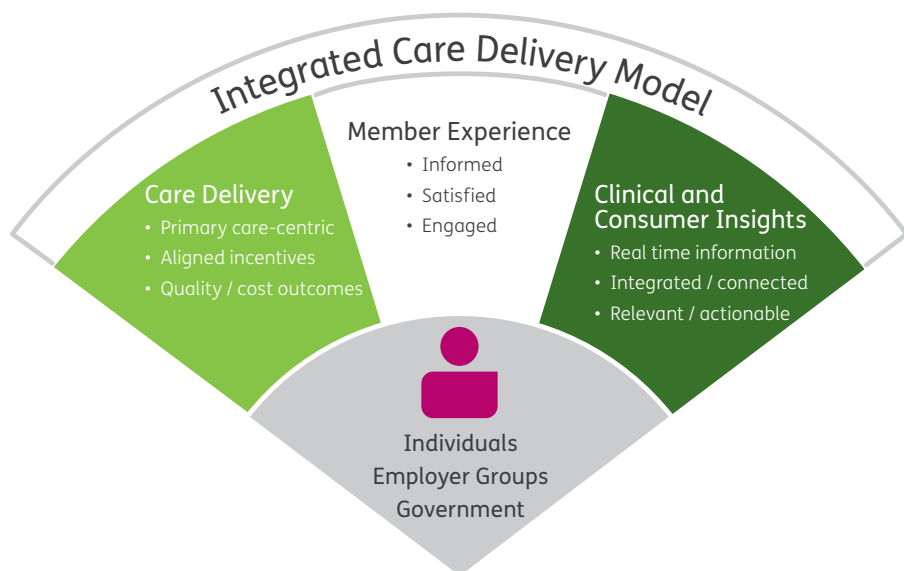 Integrated Care Delivery Model
Care Delivery
• Primary care-centric
• Aligned incentives
• Quality / cost outcomes
Member Experience
• Informed
• Satisfied
• Engaged
Clinical and
Consumer Insights
• Real time information
• Integrated / connected
• Relevant / actionable
Individuals
Employer Groups
Government